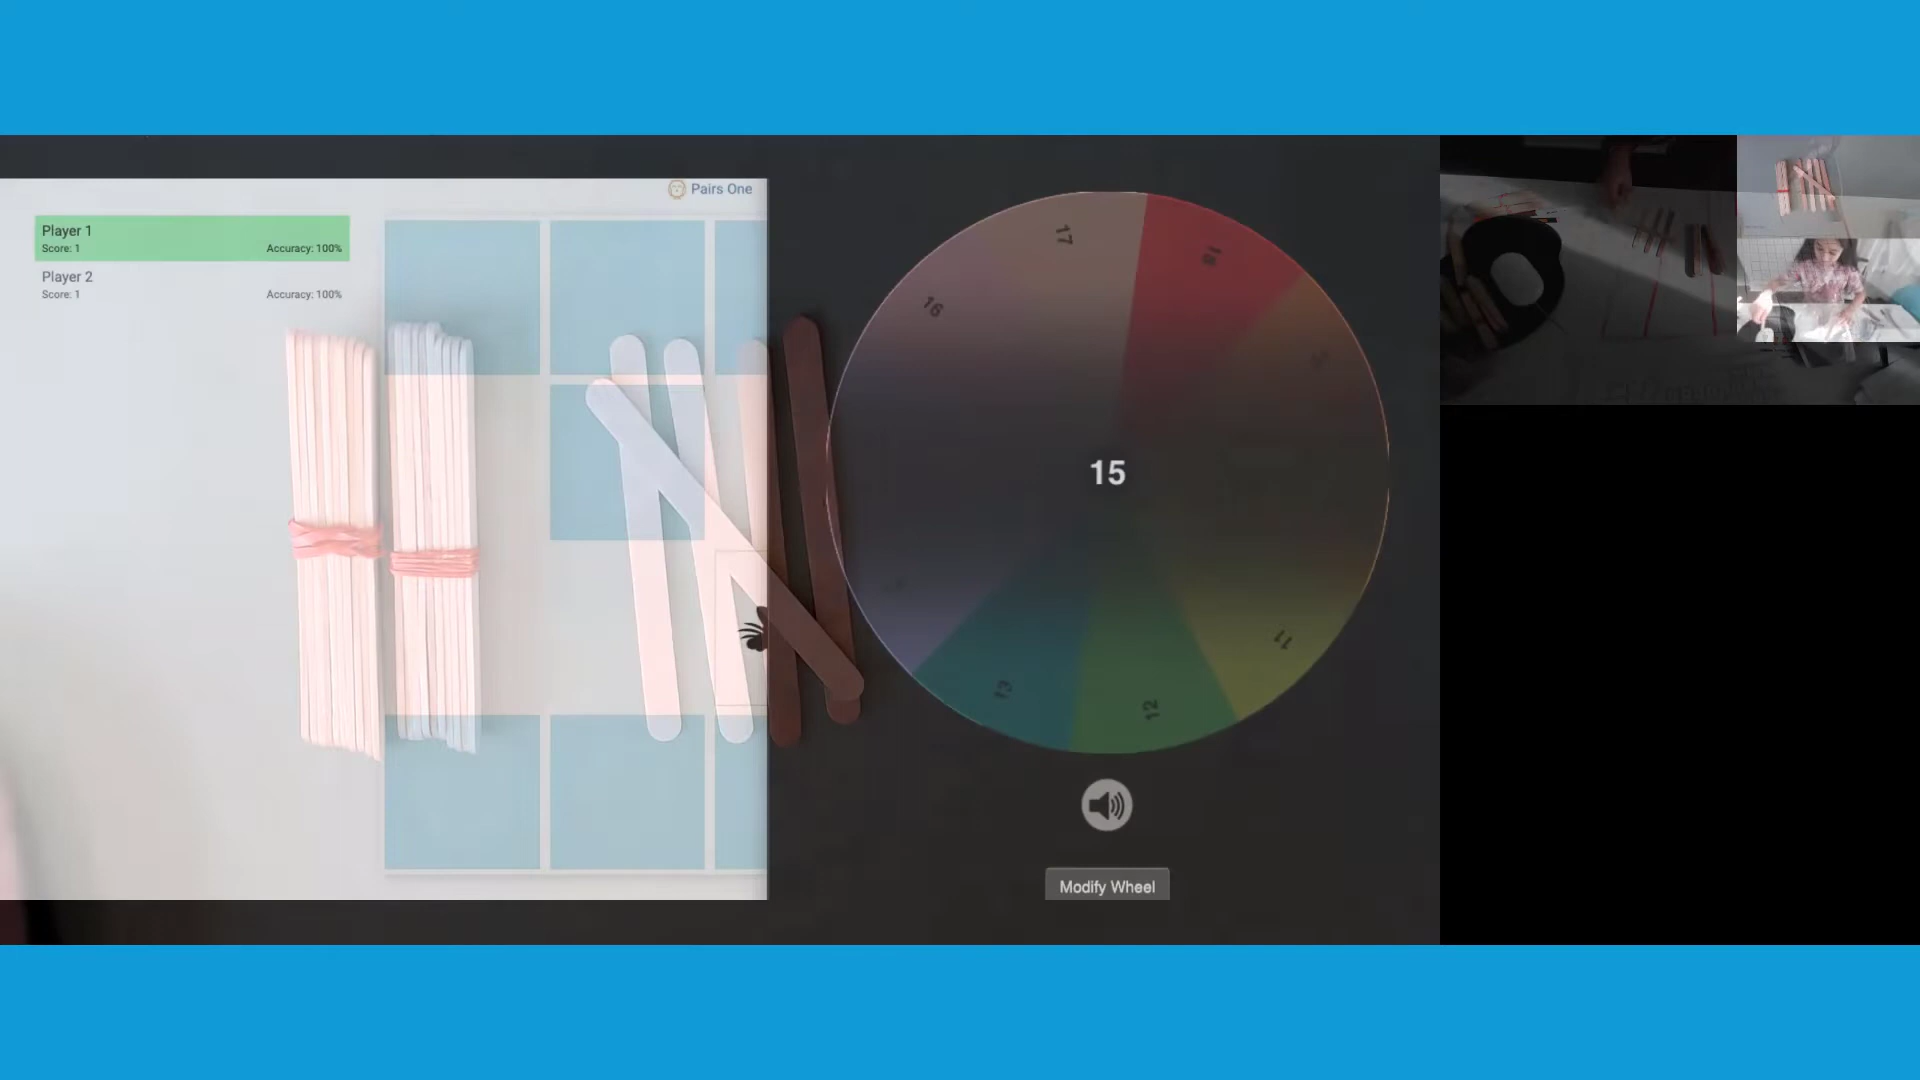 Pairs One
Player 1
Score: 1 Accuracy: 100%
Player 2
Score: 1 Accuracy: 100%
17
18
16
15
11
13
12
Modify Wheel